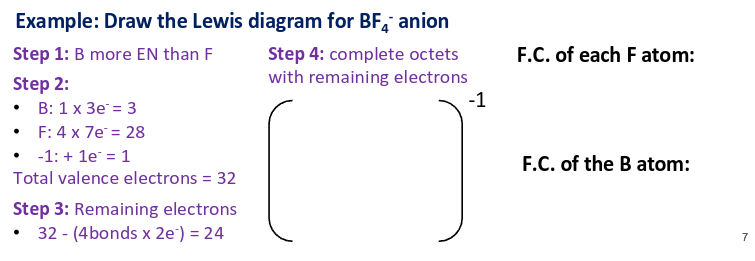 Example: Draw the Lewis diagram for BF₄⁻ anion
Step 1: B more EN than F
Step 2:
• B: 1 x 3e⁻ = 3
• F: 4 x 7e⁻ = 28
• -1: + 1e⁻ = 1
Total valence electrons = 32
Step 3: Remaining electrons
• 32 - (4bonds x 2e⁻) = 24
Step 4: complete octets
with remaining electrons
-1
F.C. of each F atom:
F.C. of the B atom:
7